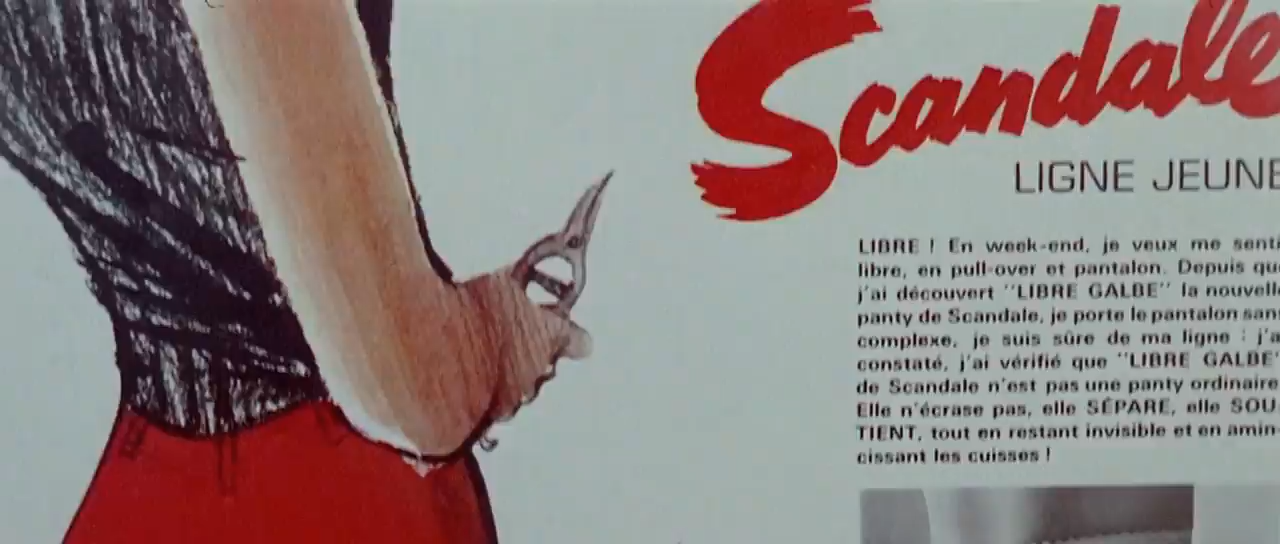 Scandale
LIGNE JEUNE
LIBRE ! En week-end, je veux me senti
libre, en pull-over et pantalon. Depuis que
j'ai découvert "LIBRE GALBE" la nouvell
panty de Scandale, je porte le pantalon sans
complexe, je suis sûre de ma ligne : j'a
constaté, j'ai vérifié que "LIBRE GALBE"
de Scandale n'est pas une panty ordinaire
Elle n'écrase pas, elle SÉPARE, elle SOU-
TIENT, tout en restant invisible et en amin-
cissant les cuisses !